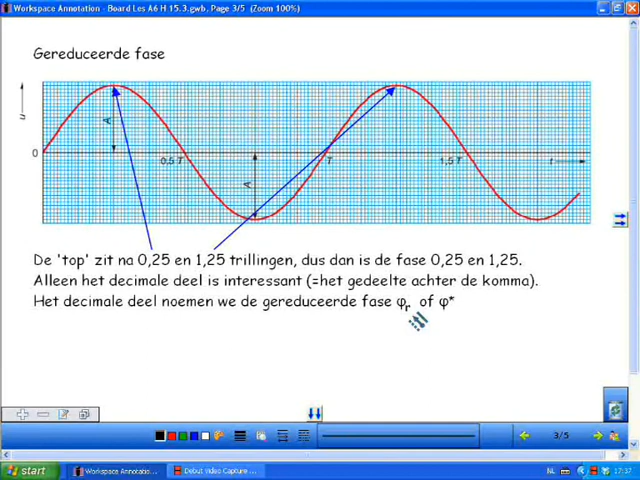 Workspace Annotation - Board Les A6 H 15.3.gwb, Page 3/5 (Zoom 100%)
Gereduceerde fase
u
A
0
0,5 T
A
T
1,5 T
t
De 'top' zit na 0,25 en 1,25 trillingen, dus dan is de fase 0,25 en 1,25.
Alleen het decimale deel is interessant (=het gedeelte achter de komma).
Het decimale deel noemen we de gereduceerde fase φr of φ*
3/5
start
Workspace Annotatio...
Debut Video Capture ...
NL
17:37